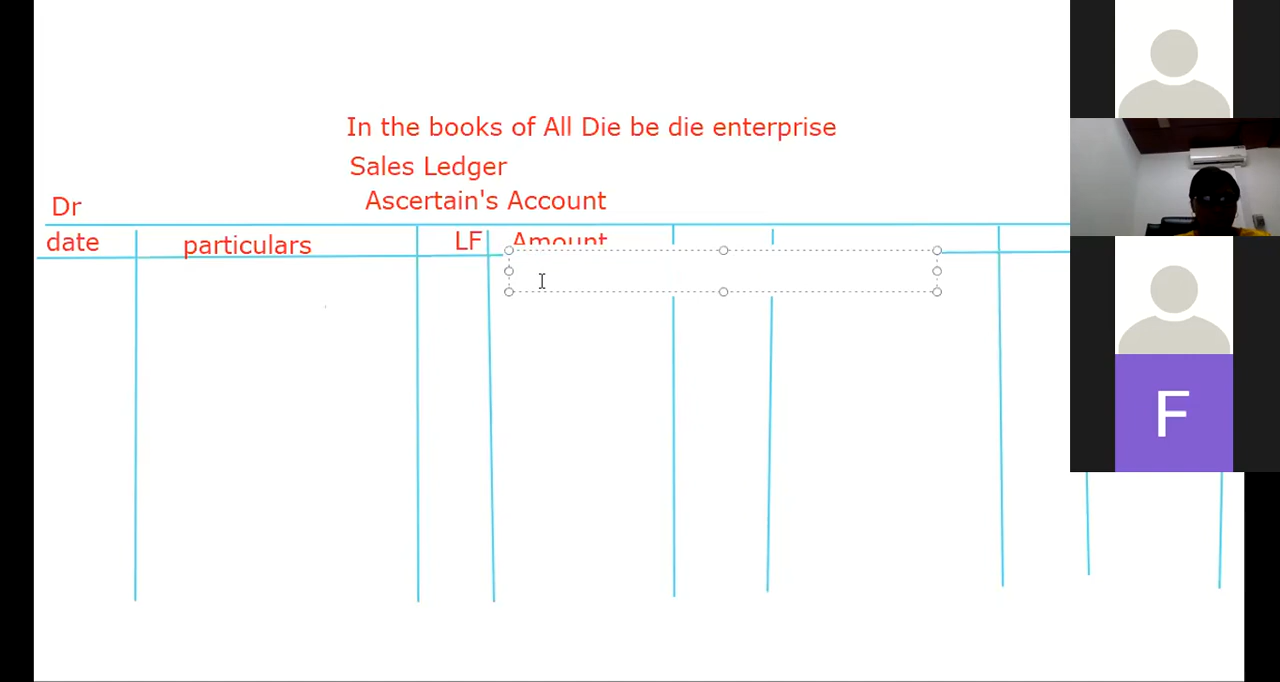 In the books of All Die be die enterprise
Sales Ledger
Ascertain's Account
Dr
date particulars LF Amount
F